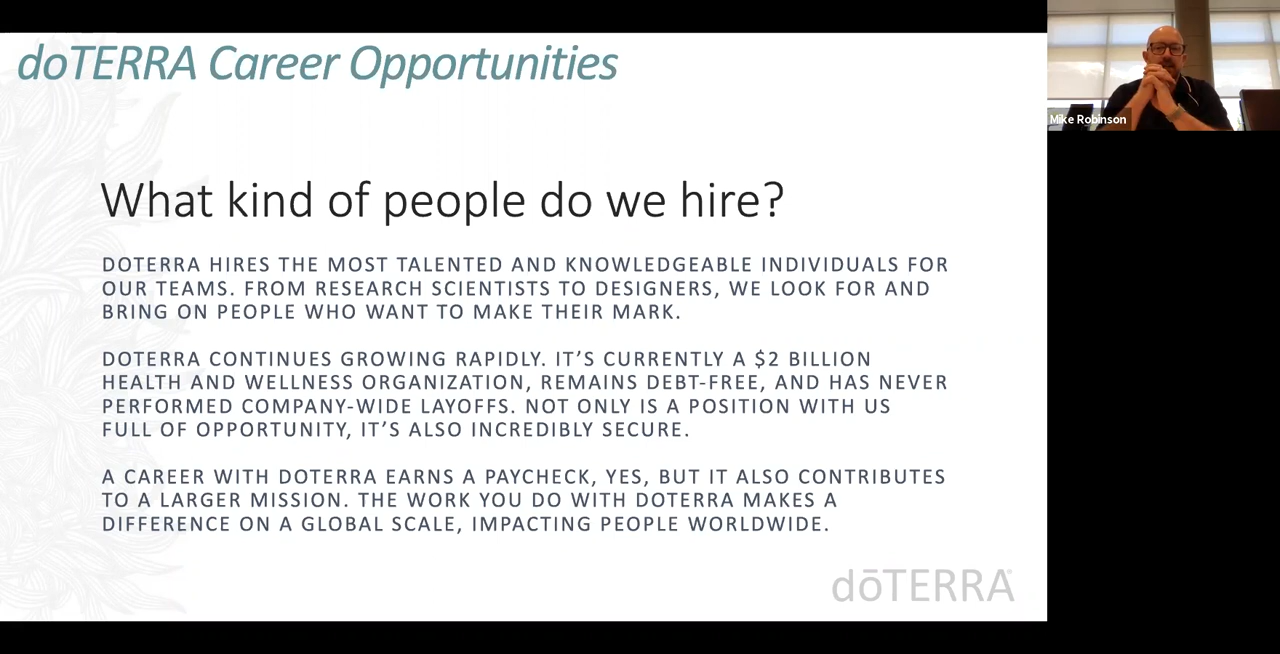 doTERRA Career Opportunities
Mike Robinson
What kind of people do we hire?
DOTERRA HIRES THE MOST TALENTED AND KNOWLEDGEABLE INDIVIDUALS FOR
OUR TEAMS. FROM RESEARCH SCIENTISTS TO DESIGNERS, WE LOOK FOR AND
BRING ON PEOPLE WHO WANT TO MAKE THEIR MARK.
DOTERRA CONTINUES GROWING RAPIDLY. IT’S CURRENTLY A $2 BILLION
HEALTH AND WELLNESS ORGANIZATION, REMAINS DEBT-FREE, AND HAS NEVER
PERFORMED COMPANY-WIDE LAYOFFS. NOT ONLY IS A POSITION WITH US
FULL OF OPPORTUNITY, IT’S ALSO INCREDIBLY SECURE.
A CAREER WITH DOTERRA EARNS A PAYCHECK, YES, BUT IT ALSO CONTRIBUTES
TO A LARGER MISSION. THE WORK YOU DO WITH DOTERRA MAKES A
DIFFERENCE ON A GLOBAL SCALE, IMPACTING PEOPLE WORLDWIDE.
dōTERRA®